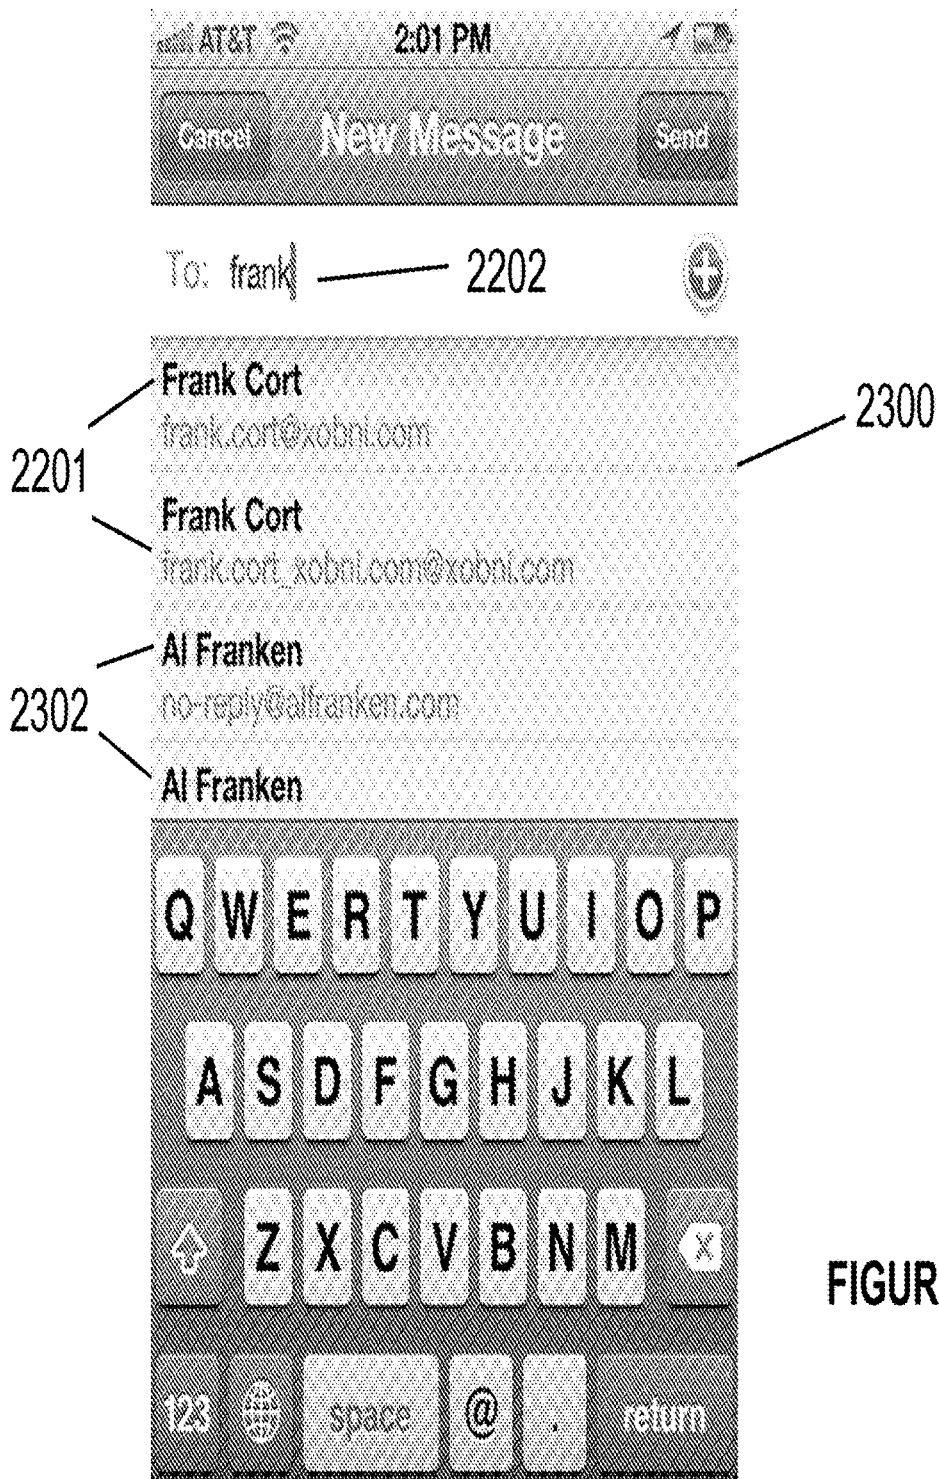 AT&T 2:01 PM
Cancel New Message Send
To: frank 2202
Frank Cort
2300
frank.cort@xobni.com
2201
Frank Cort
frank.cort_xobni.com@xobni.com
Al Franken
2302
no-reply@alfranken.com
Al Franken
Q W E R T Y U I O P
A S D F G H J K L
Z X C V B N M X
FIGUR
123 space @ . return